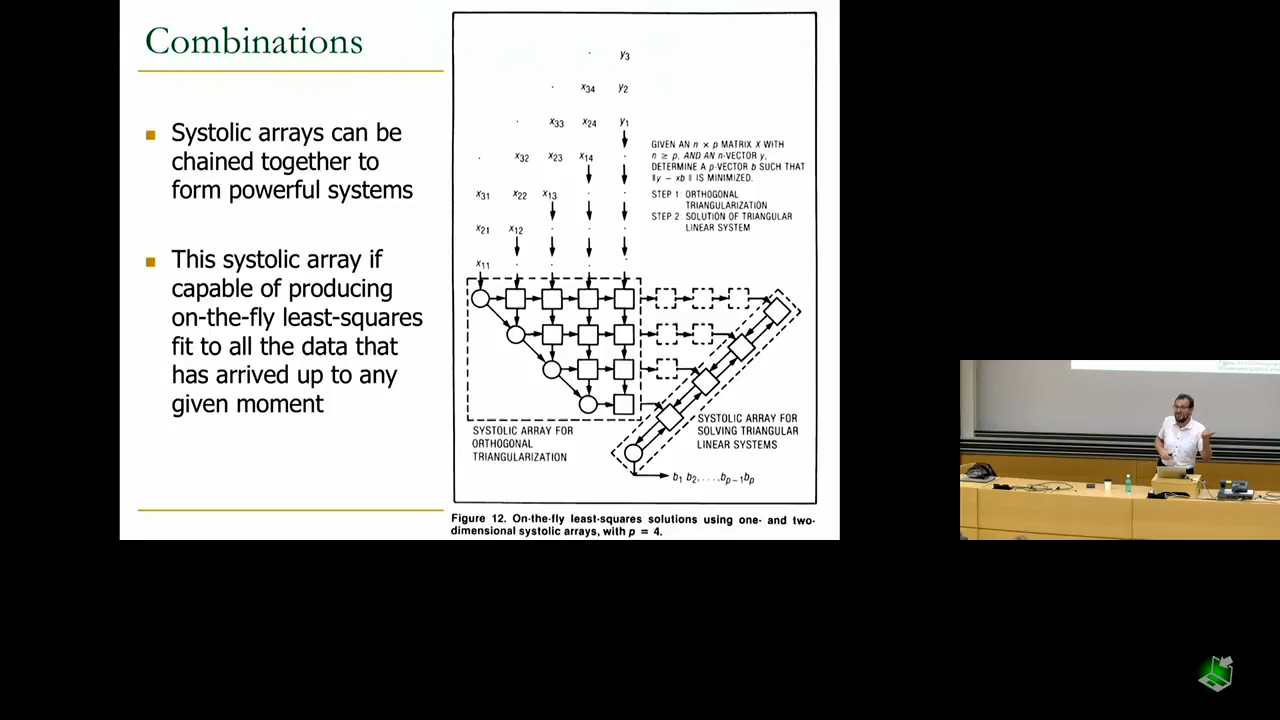 Combinations
Systolic arrays can be
chained together to
form powerful systems
This systolic array if
capable of producing
on-the-fly least-squares
fit to all the data that
has arrived up to any
given moment
y3
x34 y2
x33 x24 y1
x32 x23 x14
x31 x22 x13
x21 x12
x11
GIVEN AN n × p MATRIX X WITH
n ≥ p, AND AN n-VECTOR y,
DETERMINE A p-VECTOR b SUCH THAT
‖y − xb‖ IS MINIMIZED.
STEP 1: ORTHOGONAL
TRIANGULARIZATION
STEP 2: SOLUTION OF TRIANGULAR
LINEAR SYSTEM
SYSTOLIC ARRAY FOR
ORTHOGONAL
TRIANGULARIZATION
SYSTOLIC ARRAY FOR
SOLVING TRIANGULAR
LINEAR SYSTEMS
b1 b2,....,bp−1bp
Figure 12. On-the-fly least-squares solutions using one- and two-
dimensional systolic arrays, with p = 4.